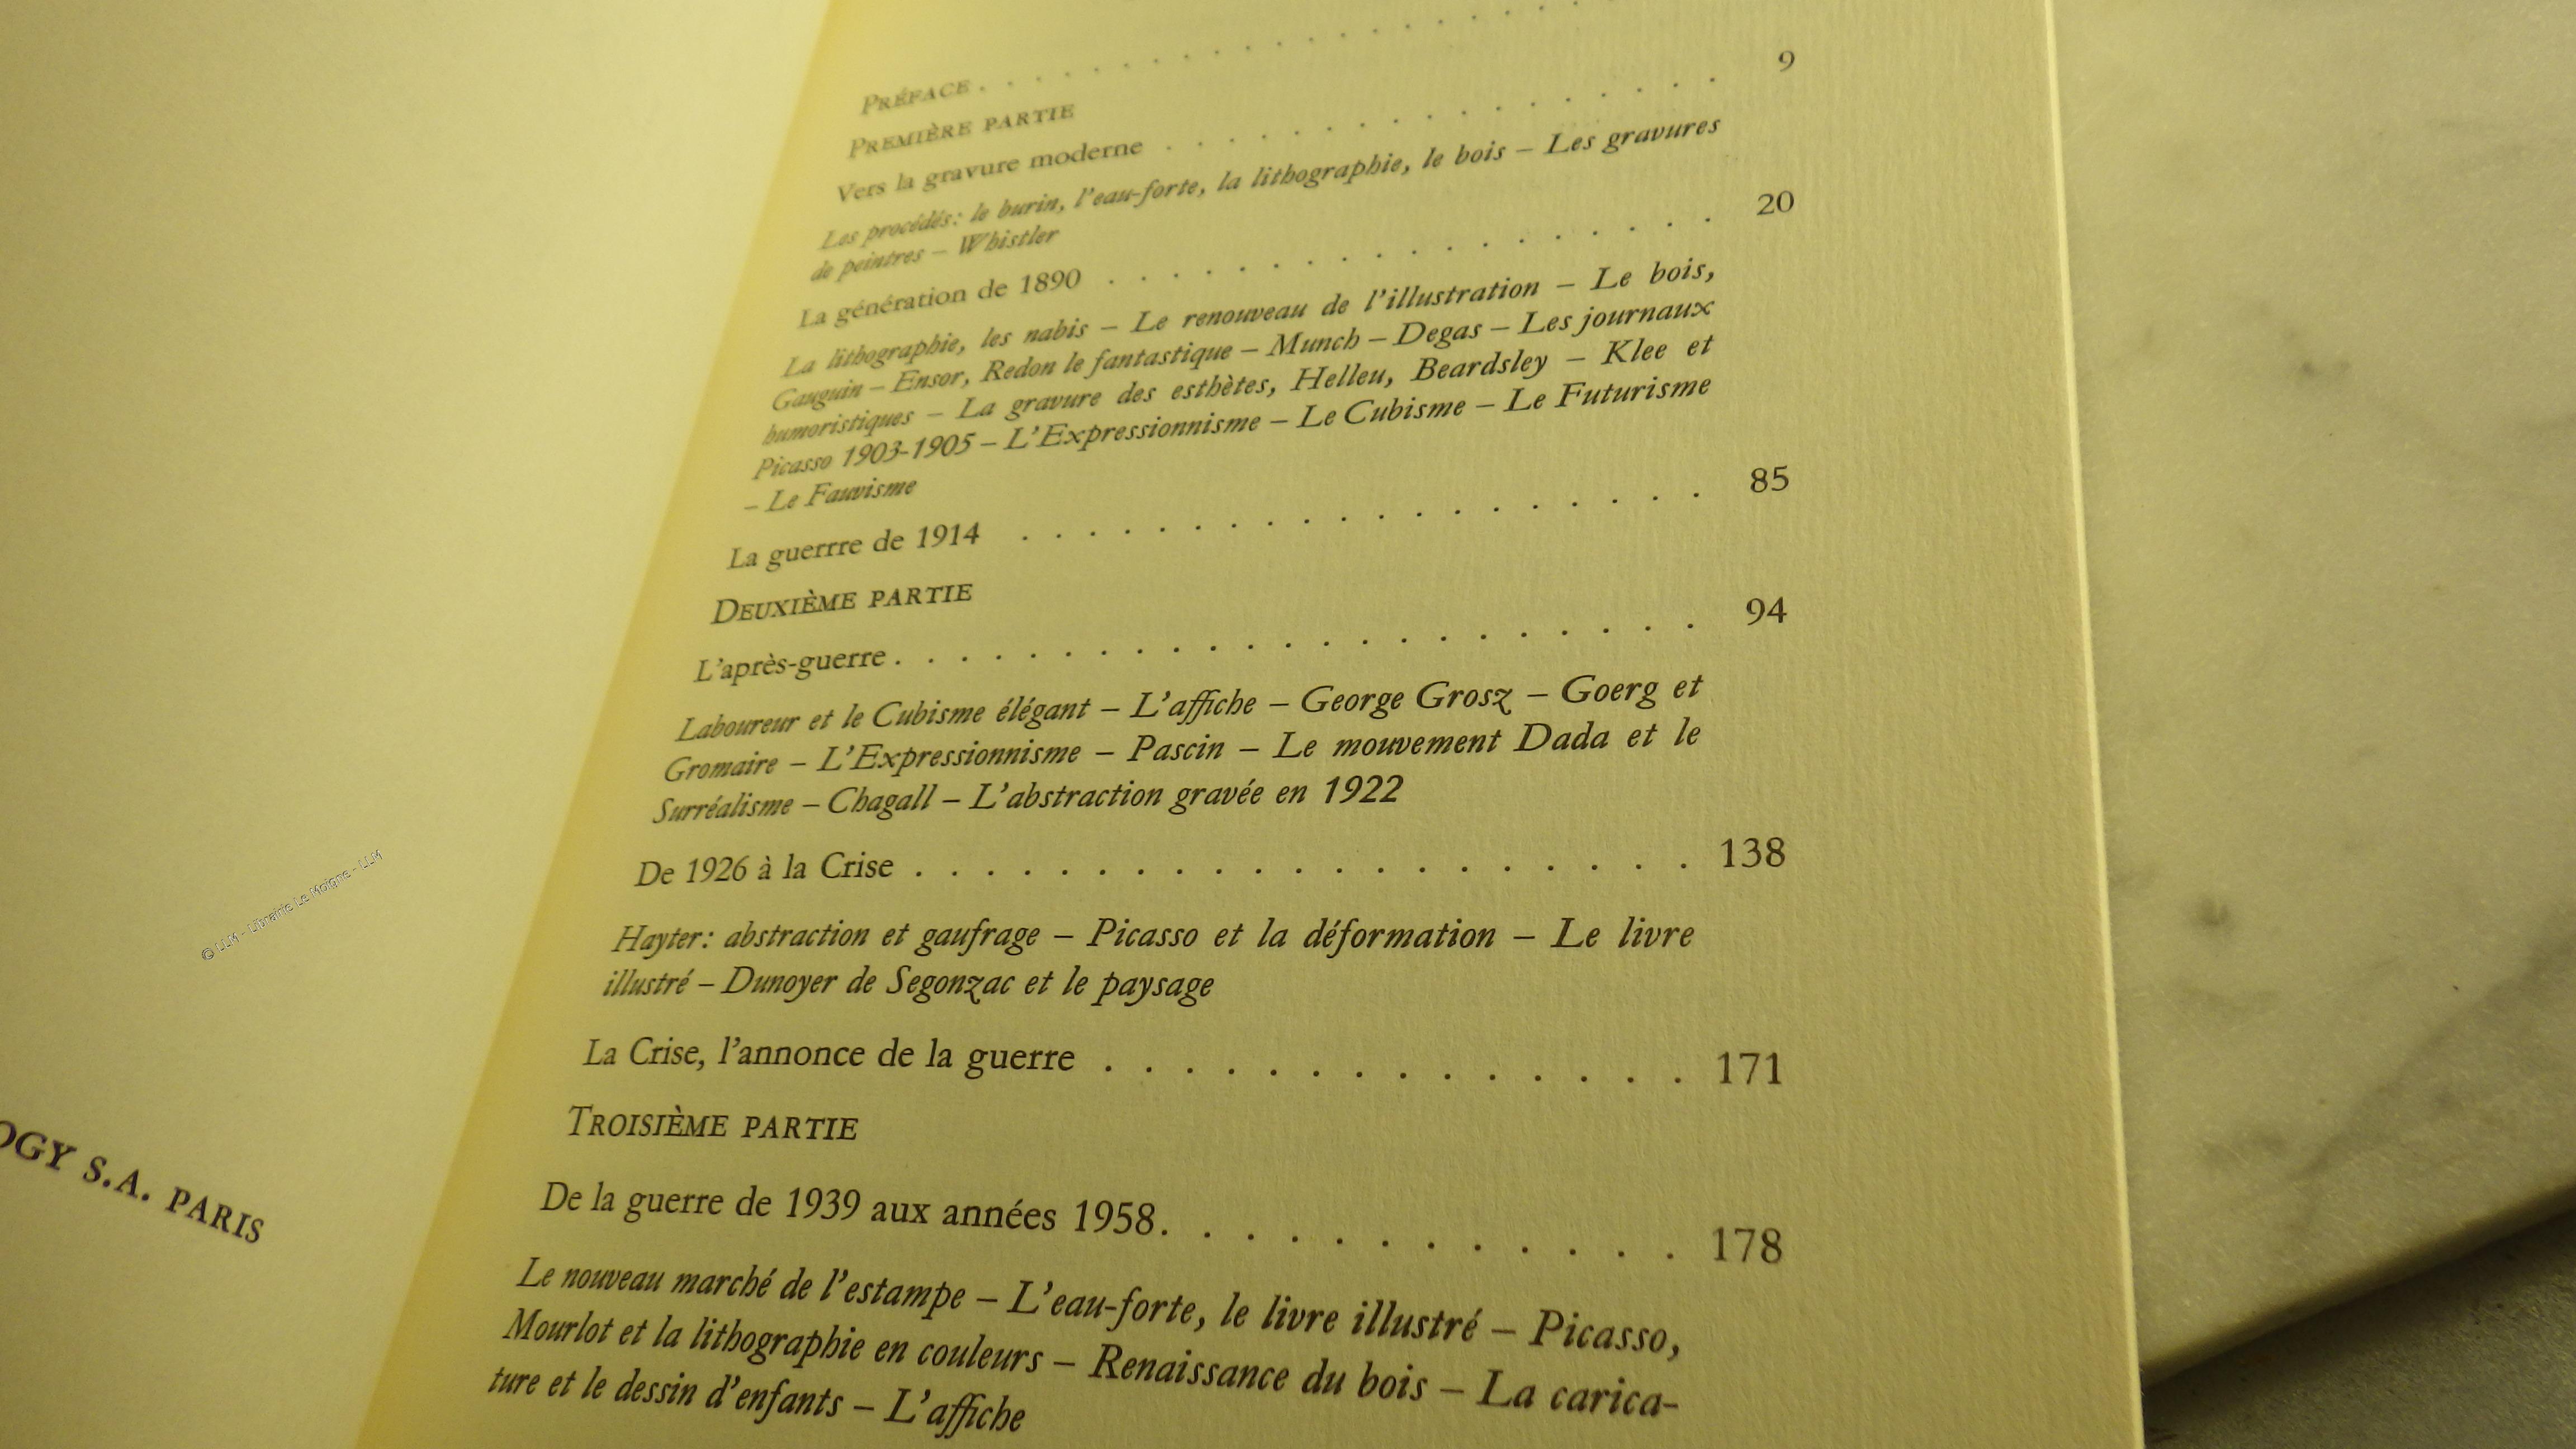 PRÉFACE . . . . . . . . . . . . . . . . . .
PREMIÈRE PARTIE
Vers la gravure moderne . . . . . . . . . . . . . . . 9
Les procédés: le burin, l'eau-forte, la lithographie, le bois – Les gravures
de peintres – Whistler
La génération de 1890 . . . . . . . . . . . . . . . . 20
La lithographie, les nabis – Le renouveau de l'illustration – Le bois,
Gauguin – Ensor, Redon le fantastique – Munch – Degas – Les journaux
humoristiques – La gravure des esthètes, Helleu, Beardsley – Klee et
Picasso 1903-1905 – L'Expressionnisme – Le Cubisme – Le Futurisme
– Le Fauvisme
La guerrre de 1914 . . . . . . . . . . . . . . . . . . 85
DEUXIÈME PARTIE
L'après-guerre . . . . . . . . . . . . . . . . . . . . . 94
Laboureur et le Cubisme élégant – L'affiche – George Grosz – Goerg et
Gromaire – L'Expressionnisme – Pascin – Le mouvement Dada et le
Surréalisme – Chagall – L'abstraction gravée en 1922
De 1926 à la Crise . . . . . . . . . . . . . . . . . . . . 138
Hayter: abstraction et gaufrage – Picasso et la déformation – Le livre
illustré – Dunoyer de Segonzac et le paysage
La Crise, l'annonce de la guerre . . . . . . . . . . . . . . 171
TROISIÈME PARTIE
De la guerre de 1939 aux années 1958. . . . . . . . . . . . . 178
Le nouveau marché de l'estampe – L'eau-forte, le livre illustré – Picasso,
Mourlot et la lithographie en couleurs – Renaissance du bois – La carica-
ture et le dessin d'enfants – L'affiche
OGY S.A. PARIS
© LLM - Librairie Le Moigne - LLM